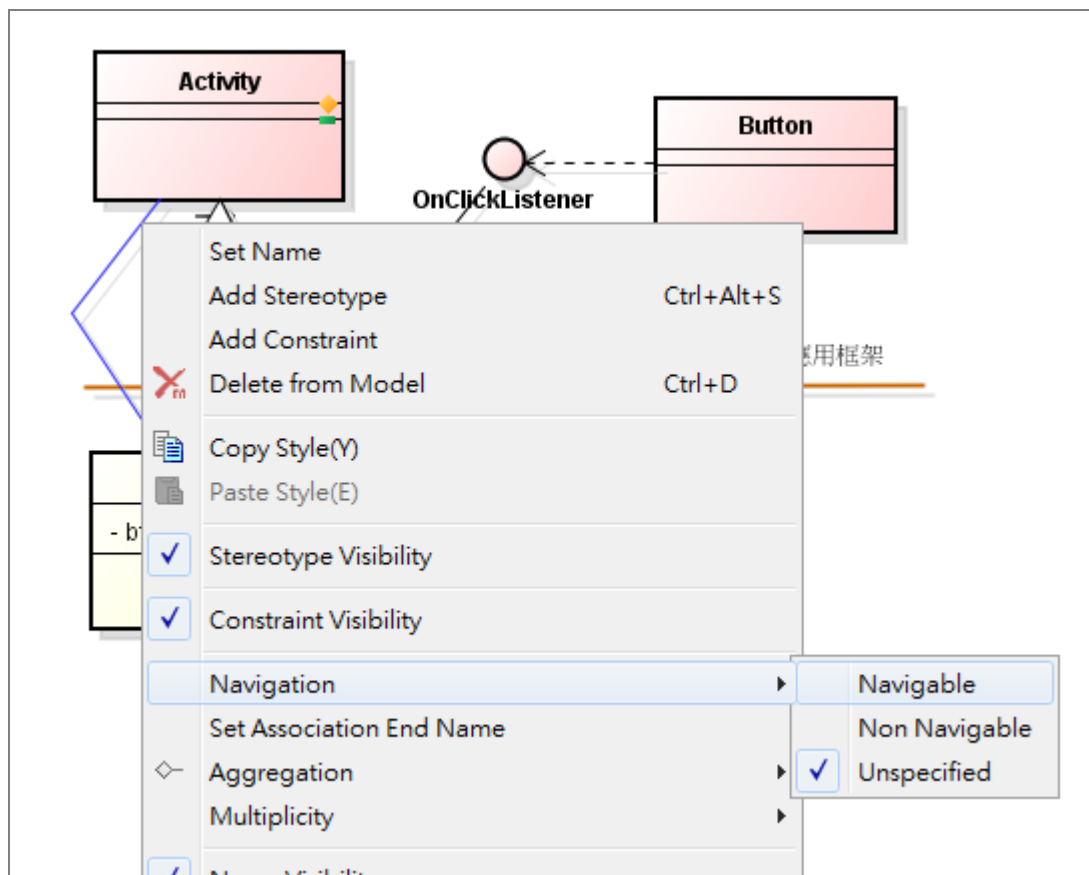 Activity
Button
OnClickListener
Set Name
Add Stereotype Ctrl+Alt+S
Add Constraint
應用框架
Delete from Model Ctrl+D
Copy Style(Y)
Paste Style(E)
- b
Stereotype Visibility
Constraint Visibility
Navigation
Navigable
Set Association End Name
Non Navigable
Aggregation
Unspecified
Multiplicity